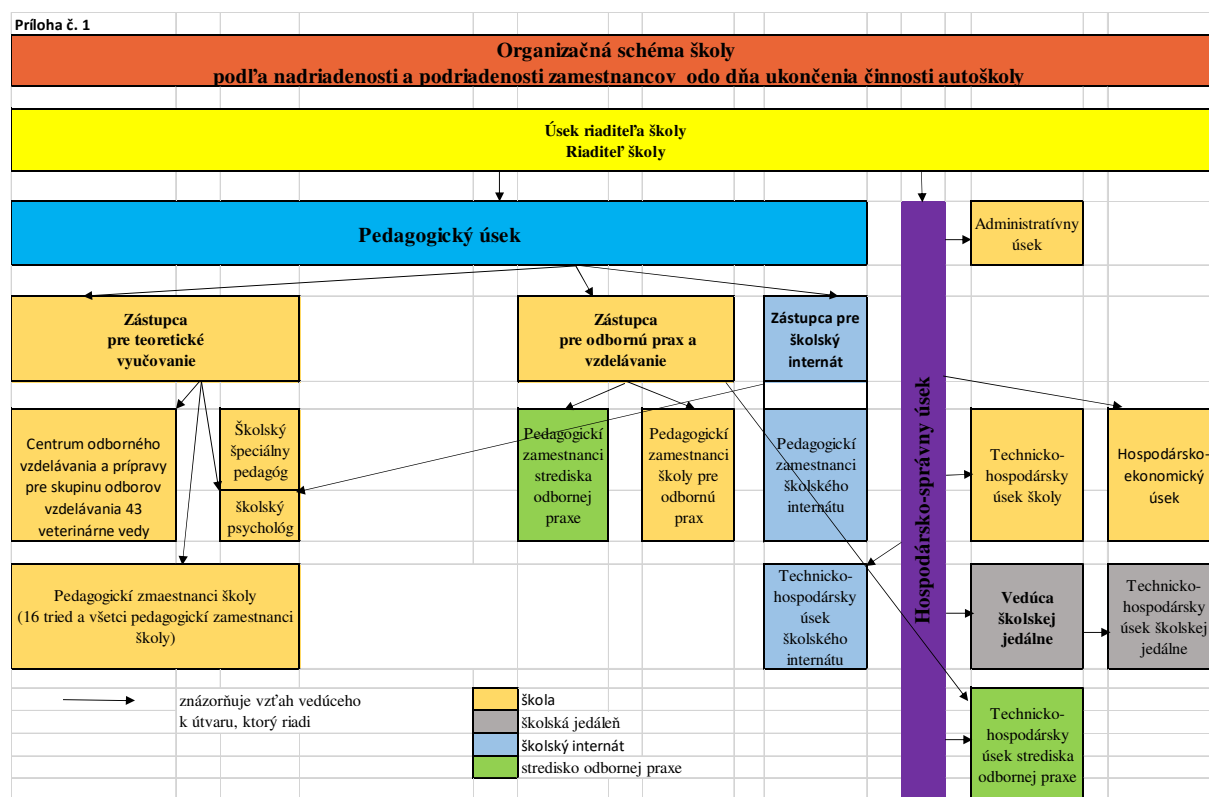 Príloha č. 1
Organizačná schéma školy
podľa nadriadenosti a podriadenosti zamestnancov odo dňa ukončenia činnosti autoškoly
Úsek riaditeľa školy
Riaditeľ školy
Pedagogický úsek
Administratívny
úsek
Zástupca
pre teoretické
vyučovanie
Zástupca
pre odbornú prax a
vzdelávanie
Zástupca pre
školský
internát
Hospodársko-správny úsek
Centrum odborného
vzdelávania a prípravy
pre skupinu odborov
vzdelávania 43
veterinárne vedy
Školský
špeciálny
pedagóg
školský
psychológ
Pedagogickí
zamestnanci
strediska
odbornej
praxe
Pedagogickí
zamestnanci
školy pre
odbornú
prax
Pedagogickí
zamestnanci
školského
internátu
Technicko-
hospodársky
úsek školy
Hospodársko-
ekonomický
úsek
Pedagogickí zmaestnanci školy
(16 tried a všetci pedagogickí zamestnanci
školy)
Technicko-
hospodársky
úsek
školského
internátu
Vedúca
školskej
jedálne
Technicko-
hospodársky
úsek školskej
jedálne
znázorňuje vzťah vedúceho
k útvaru, ktorý riadi
škola
školská jedáleň
školský internát
stredisko odbornej praxe
Technicko-
hospodársky
úsek strediska
odbornej praxe